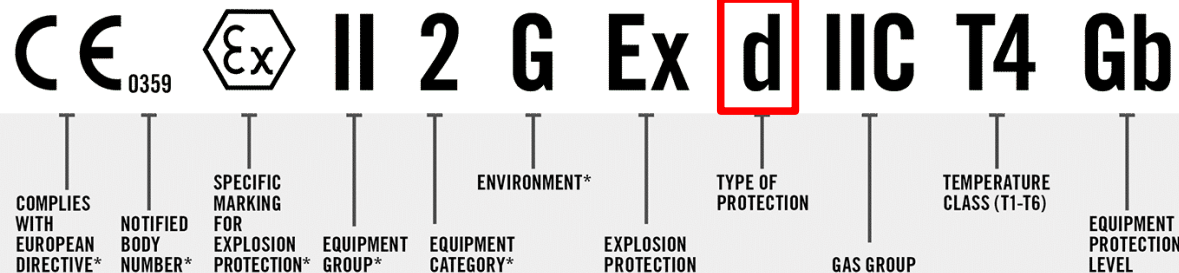 CE 0359 Ex II 2 G Ex d IIC T4 Gb
COMPLIES
WITH
EUROPEAN
DIRECTIVE*
NOTIFIED
BODY
NUMBER*
SPECIFIC
MARKING
FOR
EXPLOSION
PROTECTION*
EQUIPMENT
GROUP*
EQUIPMENT
CATEGORY*
ENVIRONMENT*
EXPLOSION
PROTECTION
TYPE OF
PROTECTION
GAS GROUP
TEMPERATURE
CLASS (T1-T6)
EQUIPMENT
PROTECTION
LEVEL